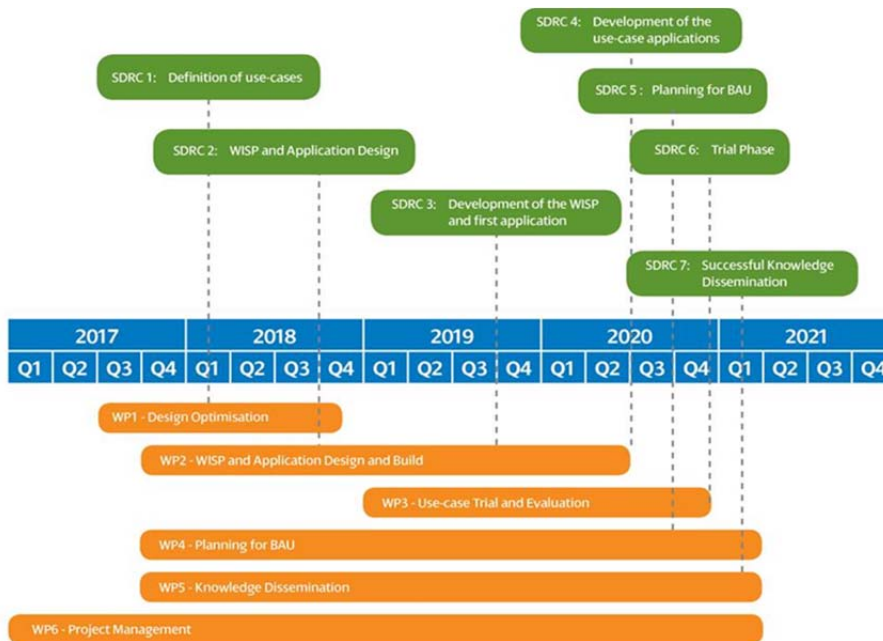 SDRC 4: Development of the
use-case applications
SDRC 1: Definition of use-cases
SDRC 5 : Planning for BAU
SDRC 2: WISP and Application Design
SDRC 6: Trial Phase
SDRC 3: Development of the WISP
and first application
SDRC 7: Successful Knowledge
Dissemination
2017 2018 2019 2020 2021
Q1 Q2 Q3 Q4 Q1 Q2 Q3 Q4 Q1 Q2 Q3 Q4 Q1 Q2 Q3 Q4 Q1 Q2 Q3 Q4
WP1 - Design Optimisation
WP2 - WISP and Application Design and Build
WP3 - Use-case Trial and Evaluation
WP4 - Planning for BAU
WP5 - Knowledge Dissemination
WP6 - Project Management